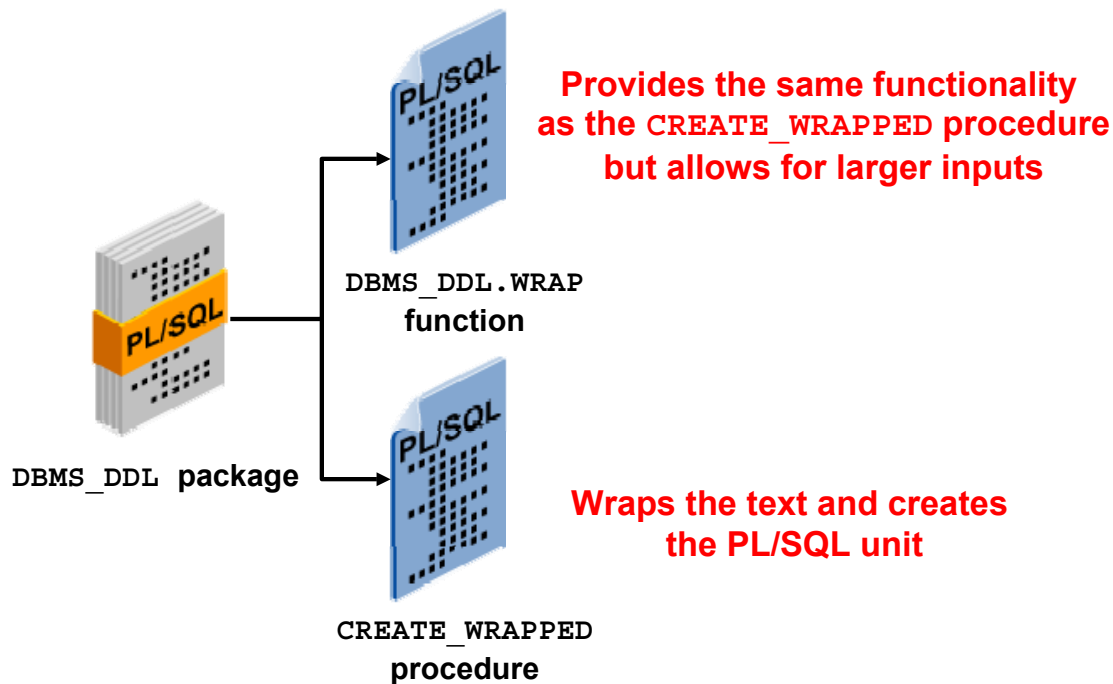 PL/SQL
Provides the same functionality
as the CREATE_WRAPPED procedure
but allows for larger inputs
DBMS_DDL.WRAP
function
PL/SQL
DBMS_DDL package
PL/SQL
Wraps the text and creates
the PL/SQL unit
CREATE_WRAPPED
procedure